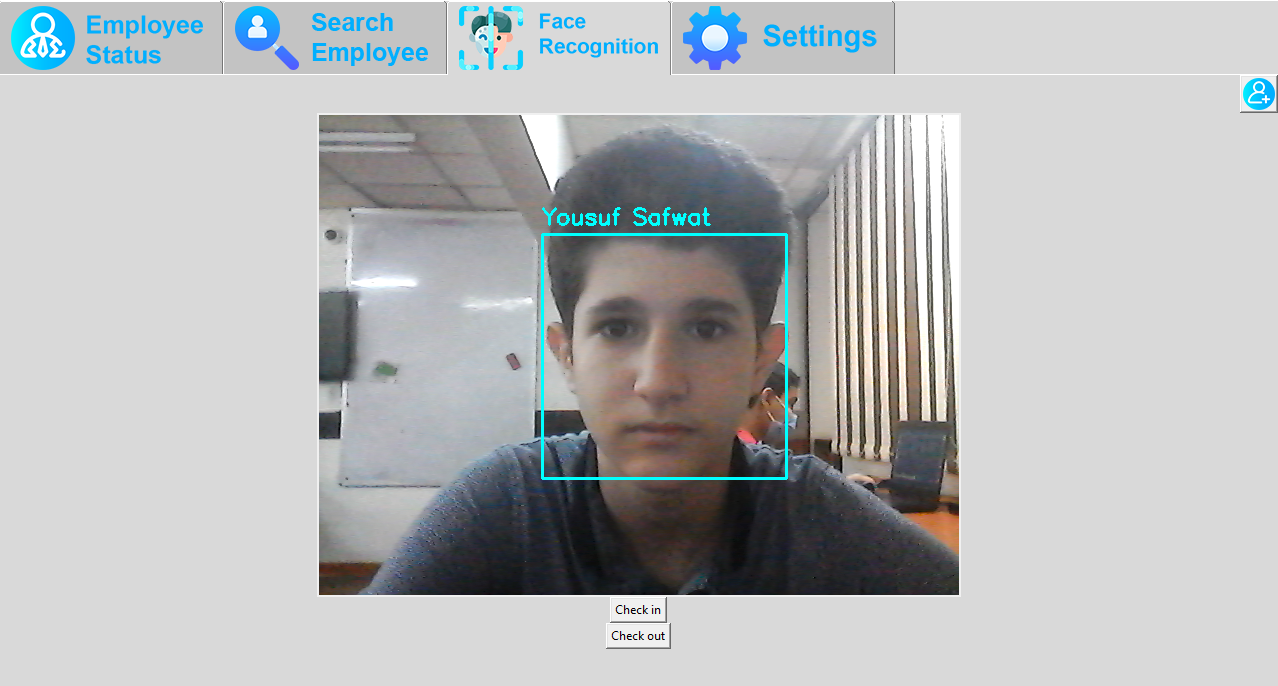 Employee
Status
Search
Employee
Face
Recognition
Settings
Yousuf Safwat
Check in
Check out